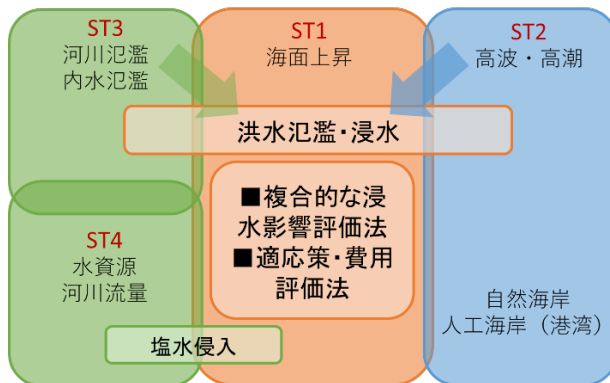 ST3
河川氾濫
内水氾濫
ST1
海面上昇
ST2
高波・高潮
洪水氾濫・浸水
■複合的な浸
水影響評価法
■適応策・費用
評価法
ST4
水資源
河川流量
塩水侵入
自然海岸
人工海岸（港湾）